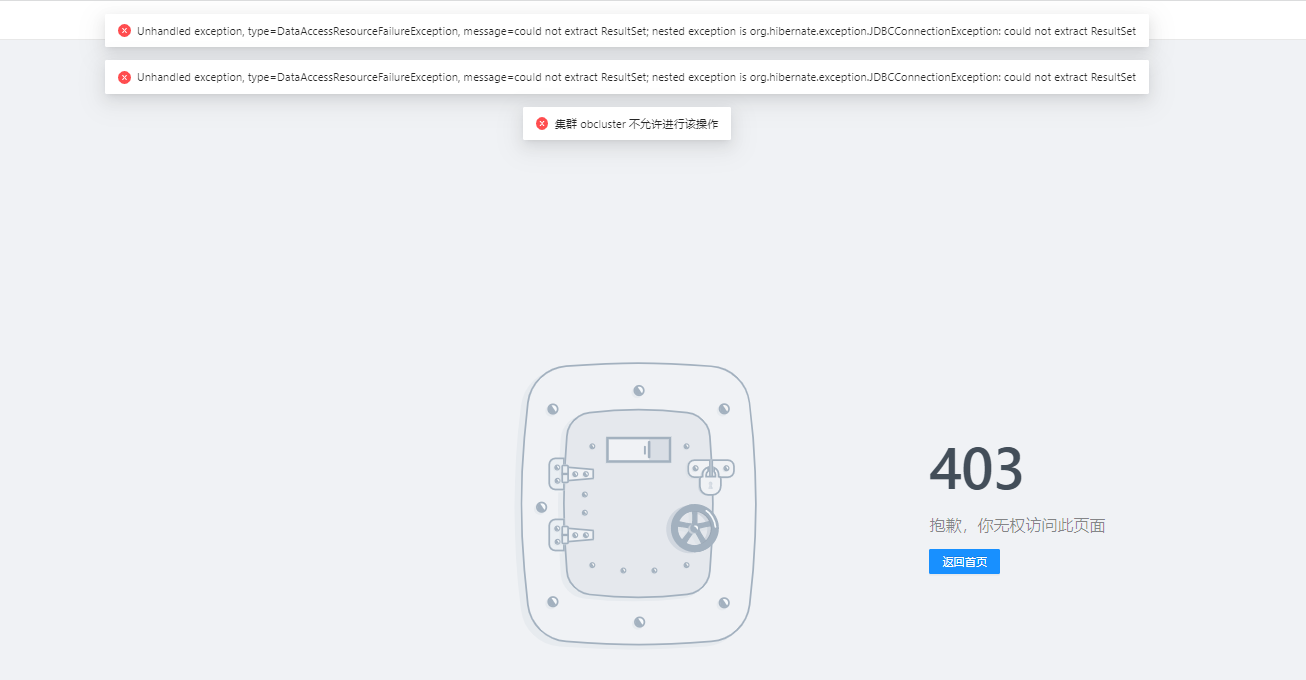 Unhandled exception, type=DataAccessResourceFailureException, message=could not extract ResultSet; nested exception is org.hibernate.exception.JDBCConnectionException: could not extract ResultSet
Unhandled exception, type=DataAccessResourceFailureException, message=could not extract ResultSet; nested exception is org.hibernate.exception.JDBCConnectionException: could not extract ResultSet
集群 obcluster 不允许进行该操作
403
抱歉，你无权访问此页面
返回首页